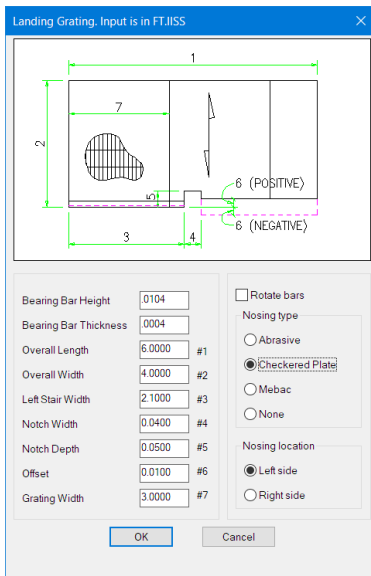 Landing Grating. Input is in FT.IISS
1
2
7
5
6 (POSITIVE)
6 (NEGATIVE)
3
4
Bearing Bar Height .0104
Bearing Bar Thickness .0004
Overall Length 6.0000 #1
Overall Width 4.0000 #2
Left Stair Width 2.1000 #3
Notch Width 0.0400 #4
Notch Depth 0.0500 #5
Offset 0.0100 #6
Grating Width 3.0000 #7
Rotate bars
Nosing type
Abrasive
Checkered Plate
Mebac
None
Nosing location
Left side
Right side
OK
Cancel